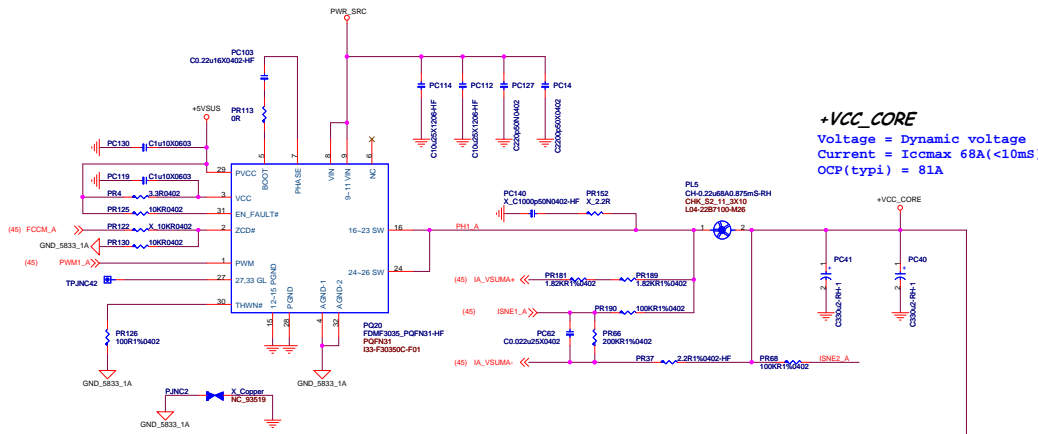 PWR_SRC
PC103
C0.22u16X0402-HF
PR113
0R
+5VSUS
PC130
C1u10X0603
PC119
C1u10X0603
PR4
3.3R0402
PR125
10KR0402
(45) FCCM_A
PR122
X_10KR0402
GND_5833_1A
PR130
10KR0402
(45) PWM1_A
TPJNC42
PR126
100R1%0402
GND_5833_1A
PJNC2
X_Copper
NC_93519
GND_5833_1A
5
7
8
9
6
BOOT
PHASE
VIN
9~11 VIN
NC
29
PVCC
3
VCC
31
EN_FAULT#
2
ZCD#
1
PWM
27
27,33 GL
30
THWN#
16~23 SW
16
24~26 SW
24
12~15 PGND
PGND
AGND-1
AGND-2
15
28
4
32
PQ20
FDMF3035_PQFN31-HF
PQFN31
I33-F30350C-F01
GND_5833_1A
PC114
C10u25X1206-HF
PC112
C10u25X1206-HF
PC127
C2220p50N0402
PC14
C2200p50X0402
PC140
X_C1000p50N0402-HF
PR152
X_2.2R
PH1_A
PL5
CH-0.22u68A0.875mS-RH
CHK_S2_11_3X10
L04-22B7100-M26
1
2
(45) IA_VSUMA+
PR181
1.82KR1%0402
PR189
1.82KR1%0402
(45) ISNE1_A
PR190
100KR1%0402
PC62
C0.022u25X0402
PR66
200KR1%0402
(45) IA_VSUMA-
PR37
2.2R1%0402-HF
PR68
100KR1%0402
ISNE2_A
+VCC_CORE
Voltage = Dynamic voltage
Current = Iccmax 68A(<10mS)
OCP(typi) = 81A
+VCC_CORE
PC41
C330u2-RH-1
1
+
2
PC40
C330u2-RH-1
1
+
2